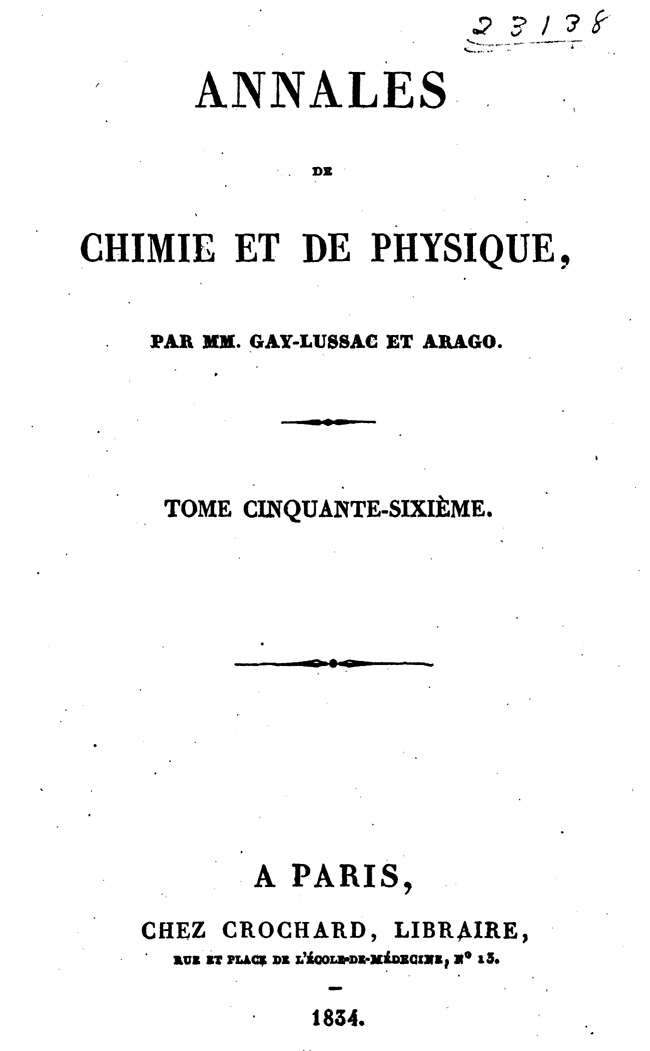 23138
ANNALES
DE
CHIMIE ET DE PHYSIQUE,
PAR MM. GAY-LUSSAC ET ARAGO.
TOME CINQUANTE-SIXIÈME.
A PARIS,
CHEZ CROCHARD, LIBRAIRE,
RUE ET PLACE DE L'ÉCOLE-DE-MÉDECINE, Nº 13.
1834.